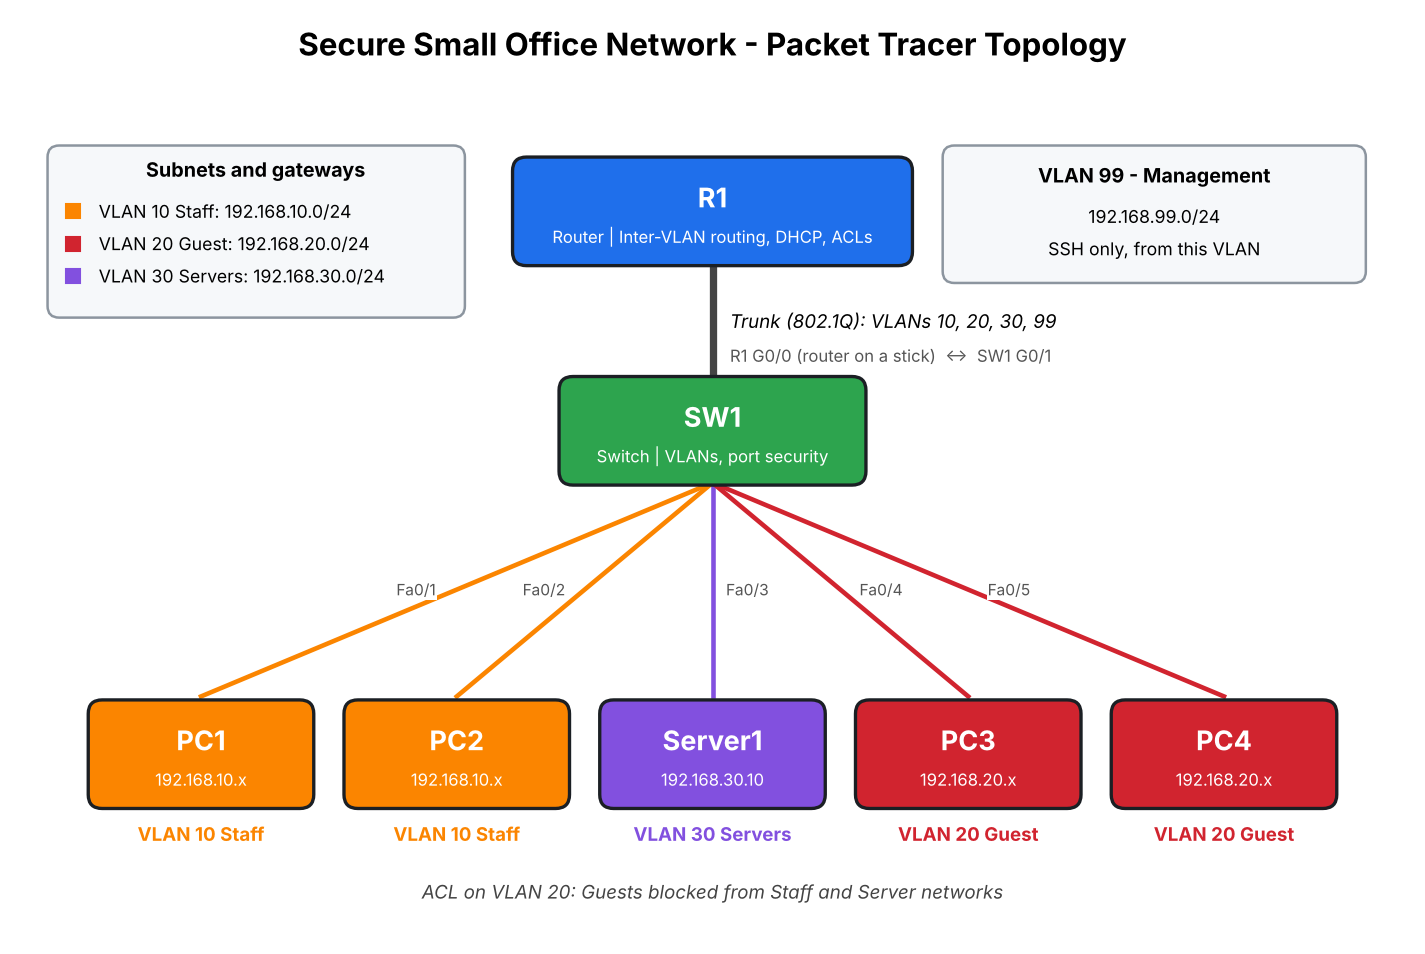 Secure Small Office Network - Packet Tracer Topology
Subnets and gateways
VLAN 10 Staff: 192.168.10.0/24
VLAN 20 Guest: 192.168.20.0/24
VLAN 30 Servers: 192.168.30.0/24
R1
Router | Inter-VLAN routing, DHCP, ACLs
VLAN 99 - Management
192.168.99.0/24
SSH only, from this VLAN
Trunk (802.1Q): VLANs 10, 20, 30, 99
R1 G0/0 (router on a stick) ↔ SW1 G0/1
SW1
Switch | VLANs, port security
Fa0/1
Fa0/2
Fa0/3
Fa0/4
Fa0/5
PC1
192.168.10.x
VLAN 10 Staff
PC2
192.168.10.x
VLAN 10 Staff
Server1
192.168.30.10
VLAN 30 Servers
PC3
192.168.20.x
VLAN 20 Guest
PC4
192.168.20.x
VLAN 20 Guest
ACL on VLAN 20: Guests blocked from Staff and Server networks